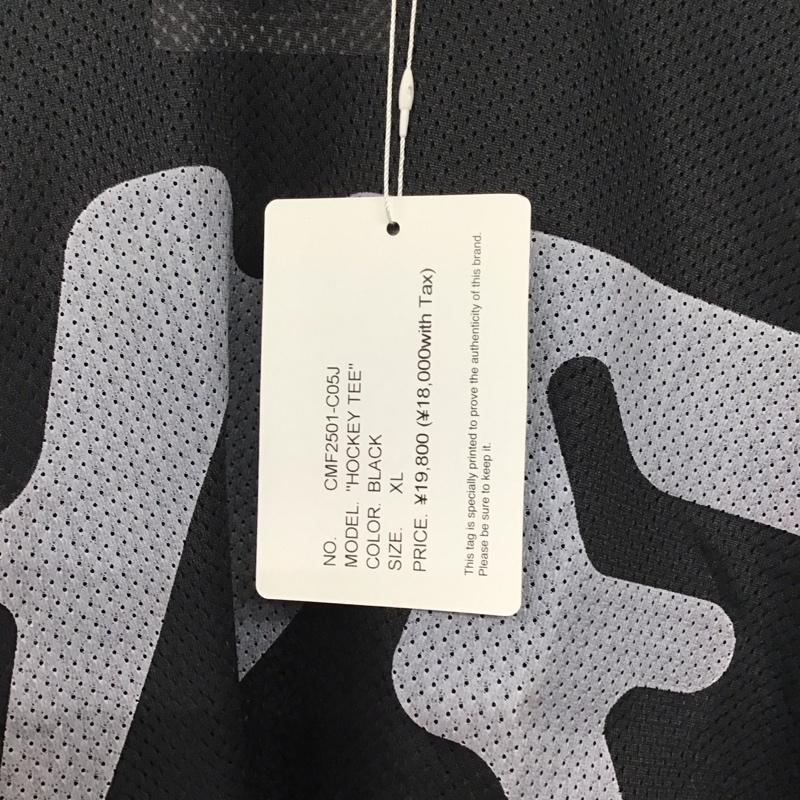 NO. CMF2501-C05J
MODEL. "HOCKEY TEE"
COLOR. BLACK
SIZE. XL
PRICE. ¥19,800 (¥18,000with Tax)
This tag is specially printed to prove the authenticity of this brand.
Please be sure to keep it.